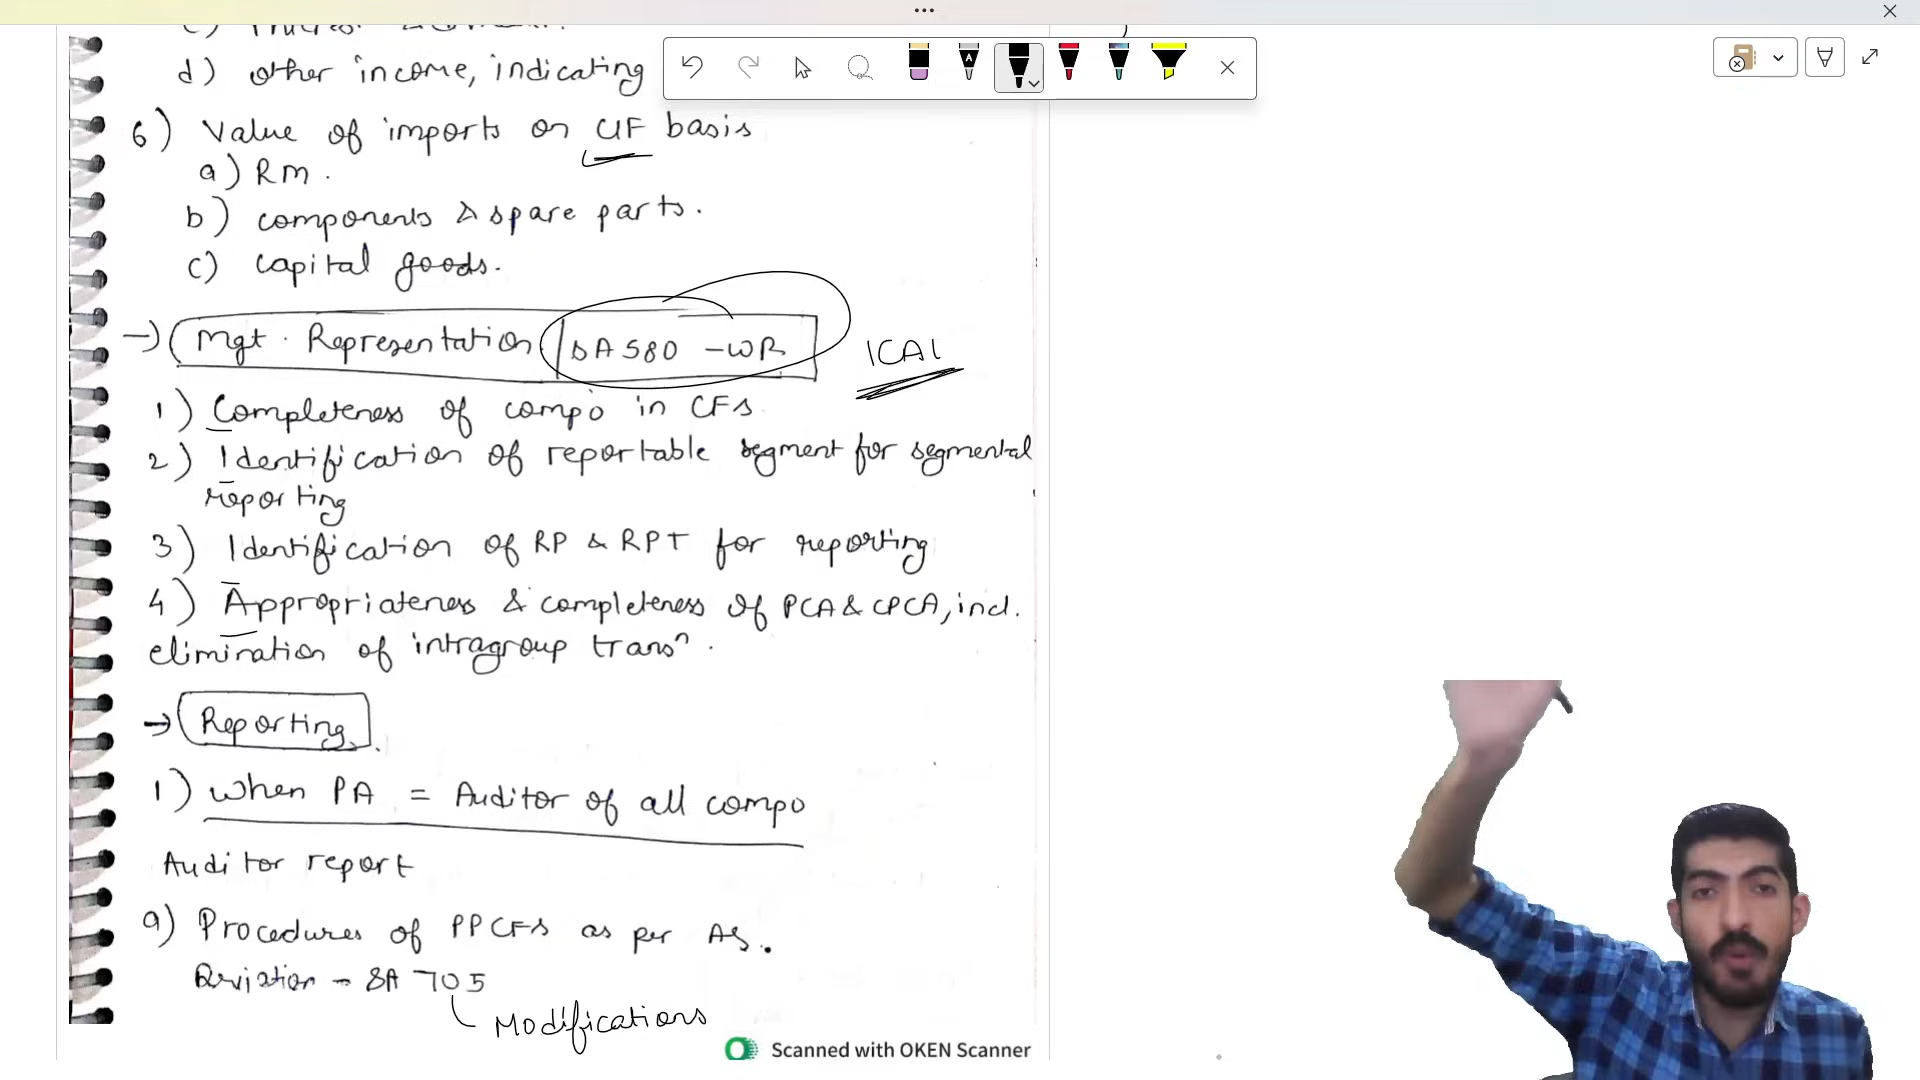 d) other income, indicating
6) Value of imports on CIF basis
a) RM.
b) components & spare parts.
c) capital goods.
→ Mgt. Representation SA 580 - WR
ICAI
1) Completeness of compo in CFS
2) Identification of reportable segment for segmental
reporting
3) Identification of RP & RPT for reporting
4) Appropriateness & completeness of PCA & CPCA, incl.
elimination of intragroup transn.
→ Reporting
1) When PA = Auditor of all compo
Auditor report
a) Procedures of PPCFS as per AS.
Deviation - SA 705
Modifications
Scanned with OKEN Scanner